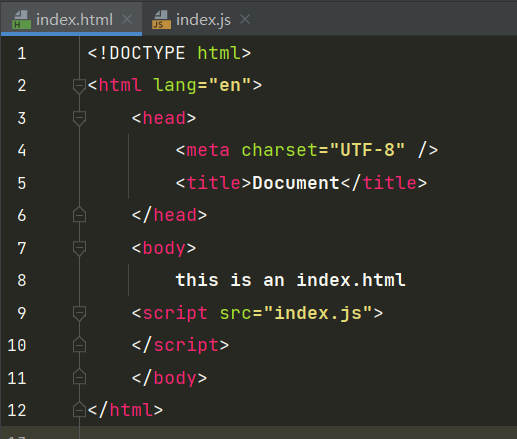 index.html index.js
1 <!DOCTYPE html>
2 <html lang="en">
3 <head>
4 <meta charset="UTF-8" />
5 <title>Document</title>
6 </head>
7 <body>
8 this is an index.html
9 <script src="index.js">
10 </script>
11 </body>
12 </html>